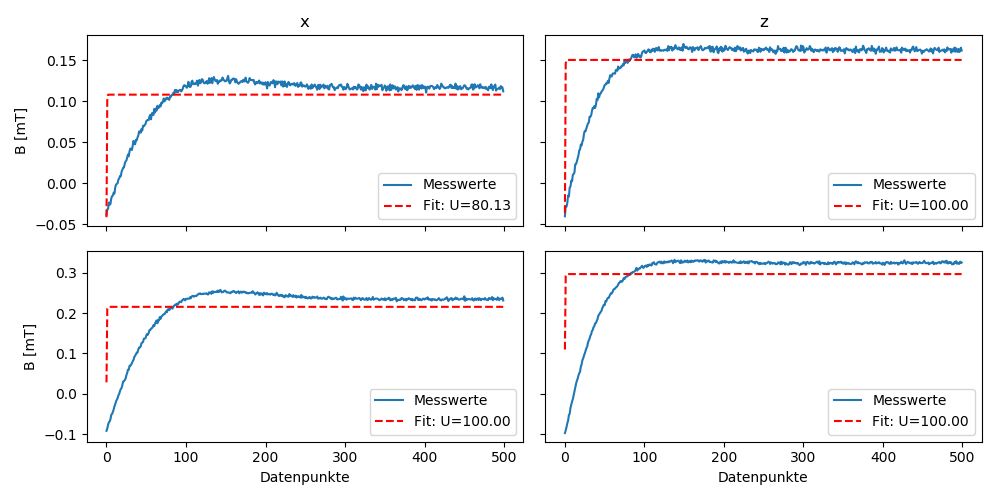 x
z
0.15
0.10
0.05
0.00
−0.05
B [mT]
Messwerte
Fit: U=80.13
Messwerte
Fit: U=100.00
0.3
0.2
0.1
0.0
−0.1
B [mT]
Messwerte
Fit: U=100.00
Messwerte
Fit: U=100.00
0 100 200 300 400 500
0 100 200 300 400 500
Datenpunkte
Datenpunkte